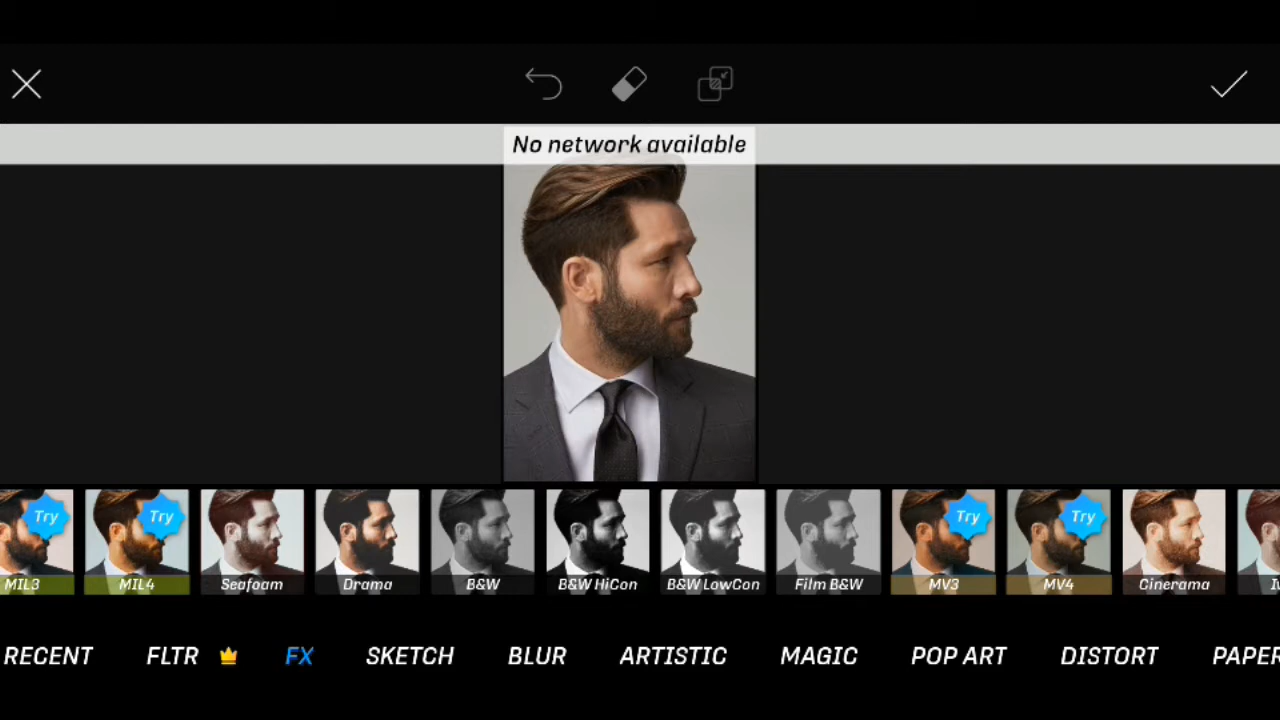 No network available
Try Try Try Try
MIL3 MIL4 Seafoam Drama B&W B&W HiCon B&W LowCon Film B&W MV3 MV4 Cinerama
RECENT FLTR FX SKETCH BLUR ARTISTIC MAGIC POP ART DISTORT PAPER